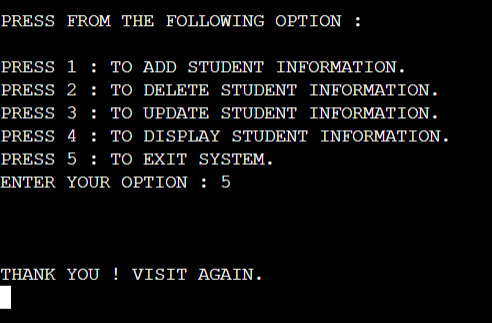 PRESS FROM THE FOLLOWING OPTION :
PRESS 1 : TO ADD STUDENT INFORMATION.
PRESS 2 : TO DELETE STUDENT INFORMATION.
PRESS 3 : TO UPDATE STUDENT INFORMATION.
PRESS 4 : TO DISPLAY STUDENT INFORMATION.
PRESS 5 : TO EXIT SYSTEM.
ENTER YOUR OPTION : 5
THANK YOU ! VISIT AGAIN.